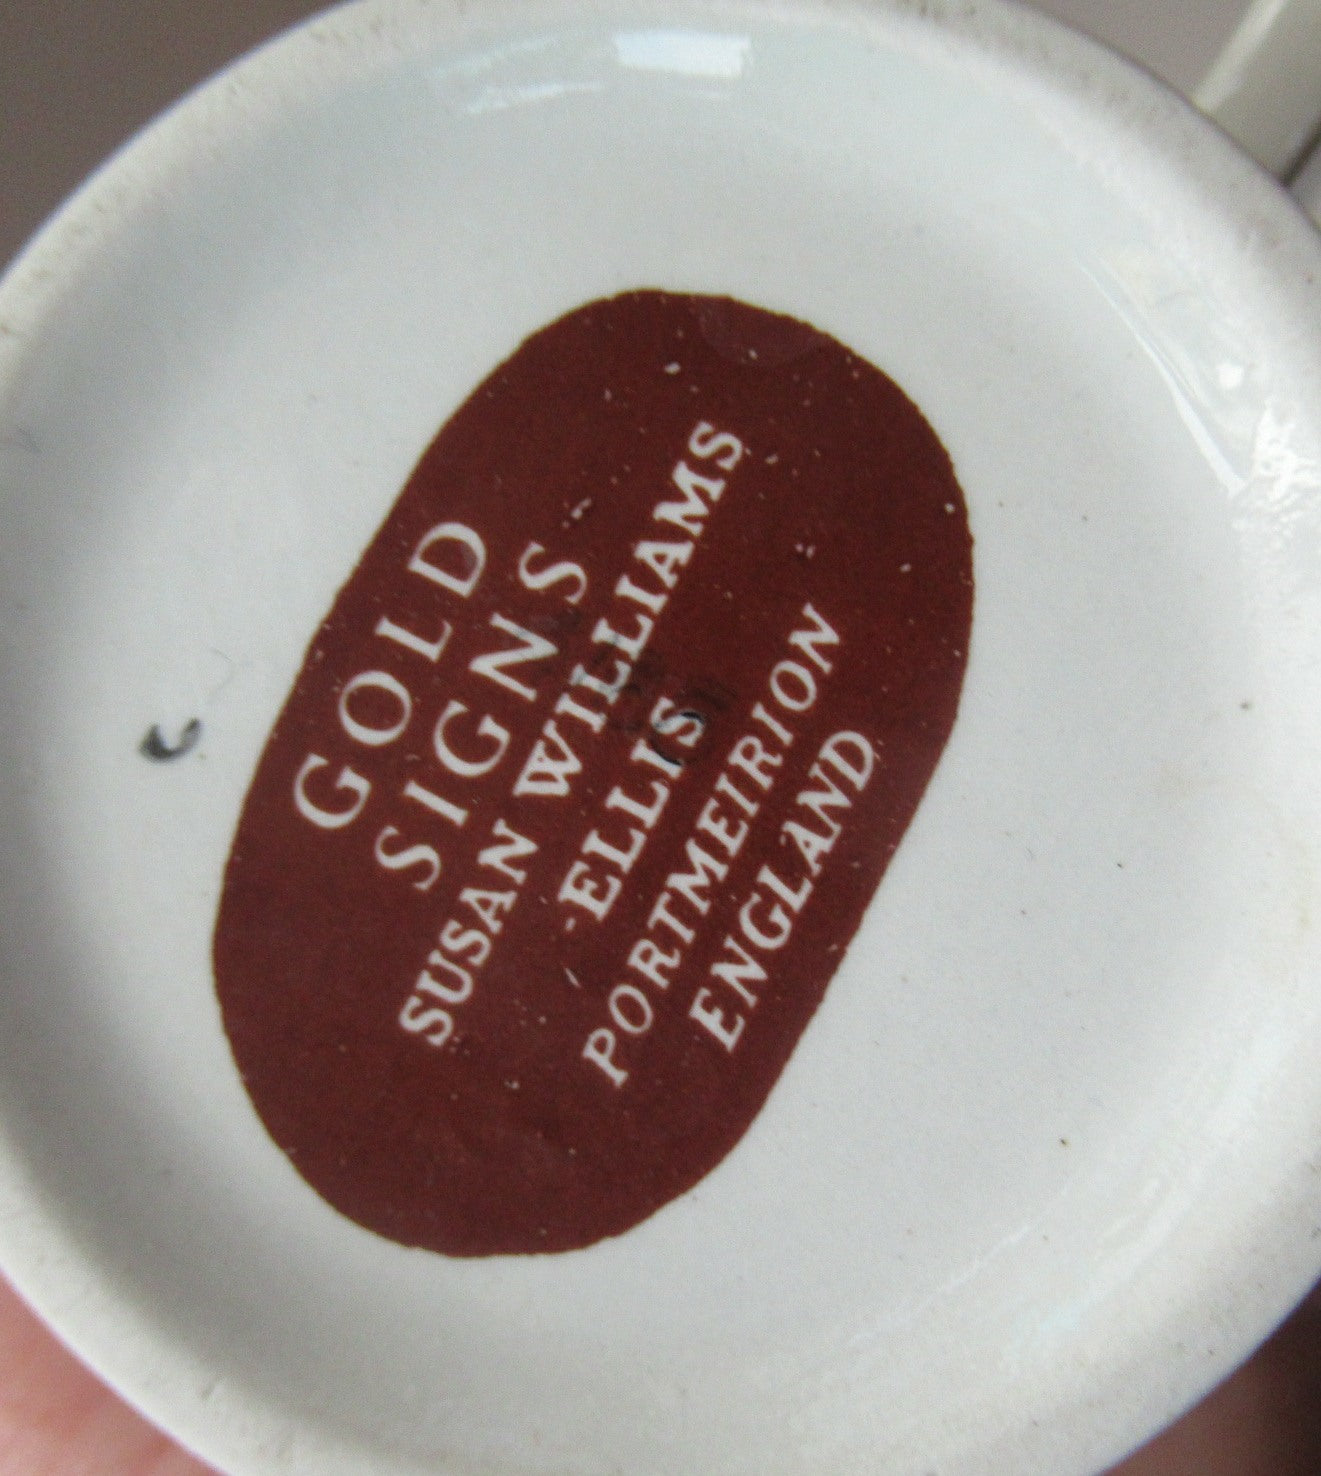 GOLD
SIGNS
SUSAN WILLIAMS
-ELLIS
PORTMEIRION
ENGLAND